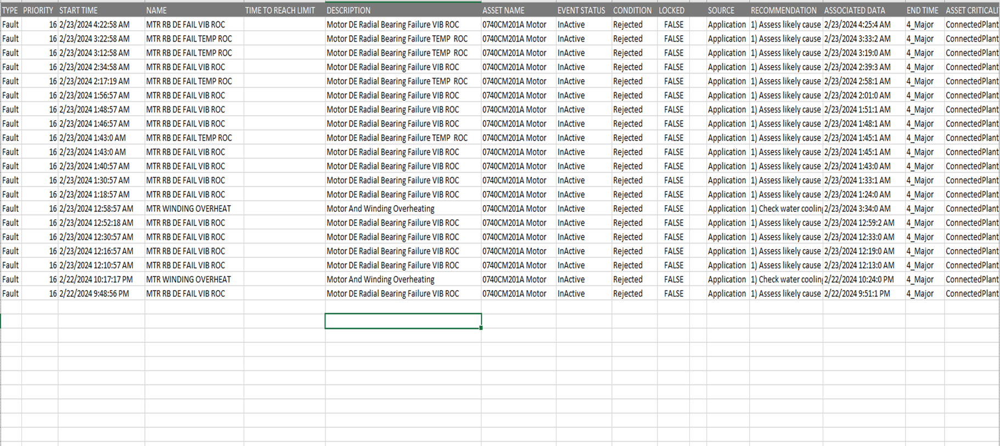 TYPE PRIORITY START TIME NAME TIME TO REACH LIMIT DESCRIPTION ASSET NAME EVENT STATUS CONDITION LOCKED SOURCE RECOMMENDATION ASSOCIATED DATA END TIME ASSET CRITICALI
Fault 16 2/23/2024 4:22:58 AM MTR RB DE FAIL VIB ROC Motor DE Radial Bearing Failure VIB ROC 0740CM201A Motor InActive Rejected FALSE Application 1) Assess likely cause 2/23/2024 4:25:4 AM 4_Major ConnectedPlant
Fault 16 2/23/2024 3:22:58 AM MTR RB DE FAIL TEMP ROC Motor DE Radial Bearing Failure TEMP ROC 0740CM201A Motor InActive Rejected FALSE Application 1) Assess likely cause 2/23/2024 3:33:2 AM 4_Major ConnectedPlant
Fault 16 2/23/2024 3:12:58 AM MTR RB DE FAIL TEMP ROC Motor DE Radial Bearing Failure TEMP ROC 0740CM201A Motor InActive Rejected FALSE Application 1) Assess likely cause 2/23/2024 3:19:0 AM 4_Major ConnectedPlant
Fault 16 2/23/2024 2:34:58 AM MTR RB DE FAIL VIB ROC Motor DE Radial Bearing Failure VIB ROC 0740CM201A Motor InActive Rejected FALSE Application 1) Assess likely cause 2/23/2024 2:39:3 AM 4_Major ConnectedPlant
Fault 16 2/23/2024 2:17:19 AM MTR RB DE FAIL TEMP ROC Motor DE Radial Bearing Failure TEMP ROC 0740CM201A Motor InActive Rejected FALSE Application 1) Assess likely cause 2/23/2024 2:58:1 AM 4_Major ConnectedPlant
Fault 16 2/23/2024 1:56:57 AM MTR RB DE FAIL VIB ROC Motor DE Radial Bearing Failure VIB ROC 0740CM201A Motor InActive Rejected FALSE Application 1) Assess likely cause 2/23/2024 2:01:0 AM 4_Major ConnectedPlant
Fault 16 2/23/2024 1:48:57 AM MTR RB DE FAIL VIB ROC Motor DE Radial Bearing Failure VIB ROC 0740CM201A Motor InActive Rejected FALSE Application 1) Assess likely cause 2/23/2024 1:51:1 AM 4_Major ConnectedPlant
Fault 16 2/23/2024 1:46:57 AM MTR RB DE FAIL VIB ROC Motor DE Radial Bearing Failure VIB ROC 0740CM201A Motor InActive Rejected FALSE Application 1) Assess likely cause 2/23/2024 1:48:1 AM 4_Major ConnectedPlant
Fault 16 2/23/2024 1:43:0 AM MTR RB DE FAIL TEMP ROC Motor DE Radial Bearing Failure TEMP ROC 0740CM201A Motor InActive Rejected FALSE Application 1) Assess likely cause 2/23/2024 1:45:1 AM 4_Major ConnectedPlant
Fault 16 2/23/2024 1:43:0 AM MTR RB DE FAIL VIB ROC Motor DE Radial Bearing Failure VIB ROC 0740CM201A Motor InActive Rejected FALSE Application 1) Assess likely cause 2/23/2024 1:45:1 AM 4_Major ConnectedPlant
Fault 16 2/23/2024 1:40:57 AM MTR RB DE FAIL VIB ROC Motor DE Radial Bearing Failure VIB ROC 0740CM201A Motor InActive Rejected FALSE Application 1) Assess likely cause 2/23/2024 1:43:0 AM 4_Major ConnectedPlant
Fault 16 2/23/2024 1:30:57 AM MTR RB DE FAIL VIB ROC Motor DE Radial Bearing Failure VIB ROC 0740CM201A Motor InActive Rejected FALSE Application 1) Assess likely cause 2/23/2024 1:33:1 AM 4_Major ConnectedPlant
Fault 16 2/23/2024 1:18:57 AM MTR RB DE FAIL VIB ROC Motor DE Radial Bearing Failure VIB ROC 0740CM201A Motor InActive Rejected FALSE Application 1) Assess likely cause 2/23/2024 1:24:0 AM 4_Major ConnectedPlant
Fault 16 2/23/2024 12:58:57 AM MTR WINDING OVERHEAT Motor And Winding Overheating 0740CM201A Motor InActive Rejected FALSE Application 1) Check water cooling 2/23/2024 3:34:0 AM 4_Major ConnectedPlant
Fault 16 2/23/2024 12:52:18 AM MTR RB DE FAIL VIB ROC Motor DE Radial Bearing Failure VIB ROC 0740CM201A Motor InActive Rejected FALSE Application 1) Assess likely cause 2/23/2024 12:59:2 AM 4_Major ConnectedPlant
Fault 16 2/23/2024 12:30:57 AM MTR RB DE FAIL VIB ROC Motor DE Radial Bearing Failure VIB ROC 0740CM201A Motor InActive Rejected FALSE Application 1) Assess likely cause 2/23/2024 12:33:0 AM 4_Major ConnectedPlant
Fault 16 2/23/2024 12:16:57 AM MTR RB DE FAIL VIB ROC Motor DE Radial Bearing Failure VIB ROC 0740CM201A Motor InActive Rejected FALSE Application 1) Assess likely cause 2/23/2024 12:19:0 AM 4_Major ConnectedPlant
Fault 16 2/23/2024 12:10:57 AM MTR RB DE FAIL VIB ROC Motor DE Radial Bearing Failure VIB ROC 0740CM201A Motor InActive Rejected FALSE Application 1) Assess likely cause 2/23/2024 12:13:0 AM 4_Major ConnectedPlant
Fault 16 2/22/2024 10:17:17 PM MTR WINDING OVERHEAT Motor And Winding Overheating 0740CM201A Motor InActive Rejected FALSE Application 1) Check water cooling 2/22/2024 10:24:0 PM 4_Major ConnectedPlant
Fault 16 2/22/2024 9:48:56 PM MTR RB DE FAIL VIB ROC Motor DE Radial Bearing Failure VIB ROC 0740CM201A Motor InActive Rejected FALSE Application 1) Assess likely cause 2/22/2024 9:51:1 PM 4_Major ConnectedPlant